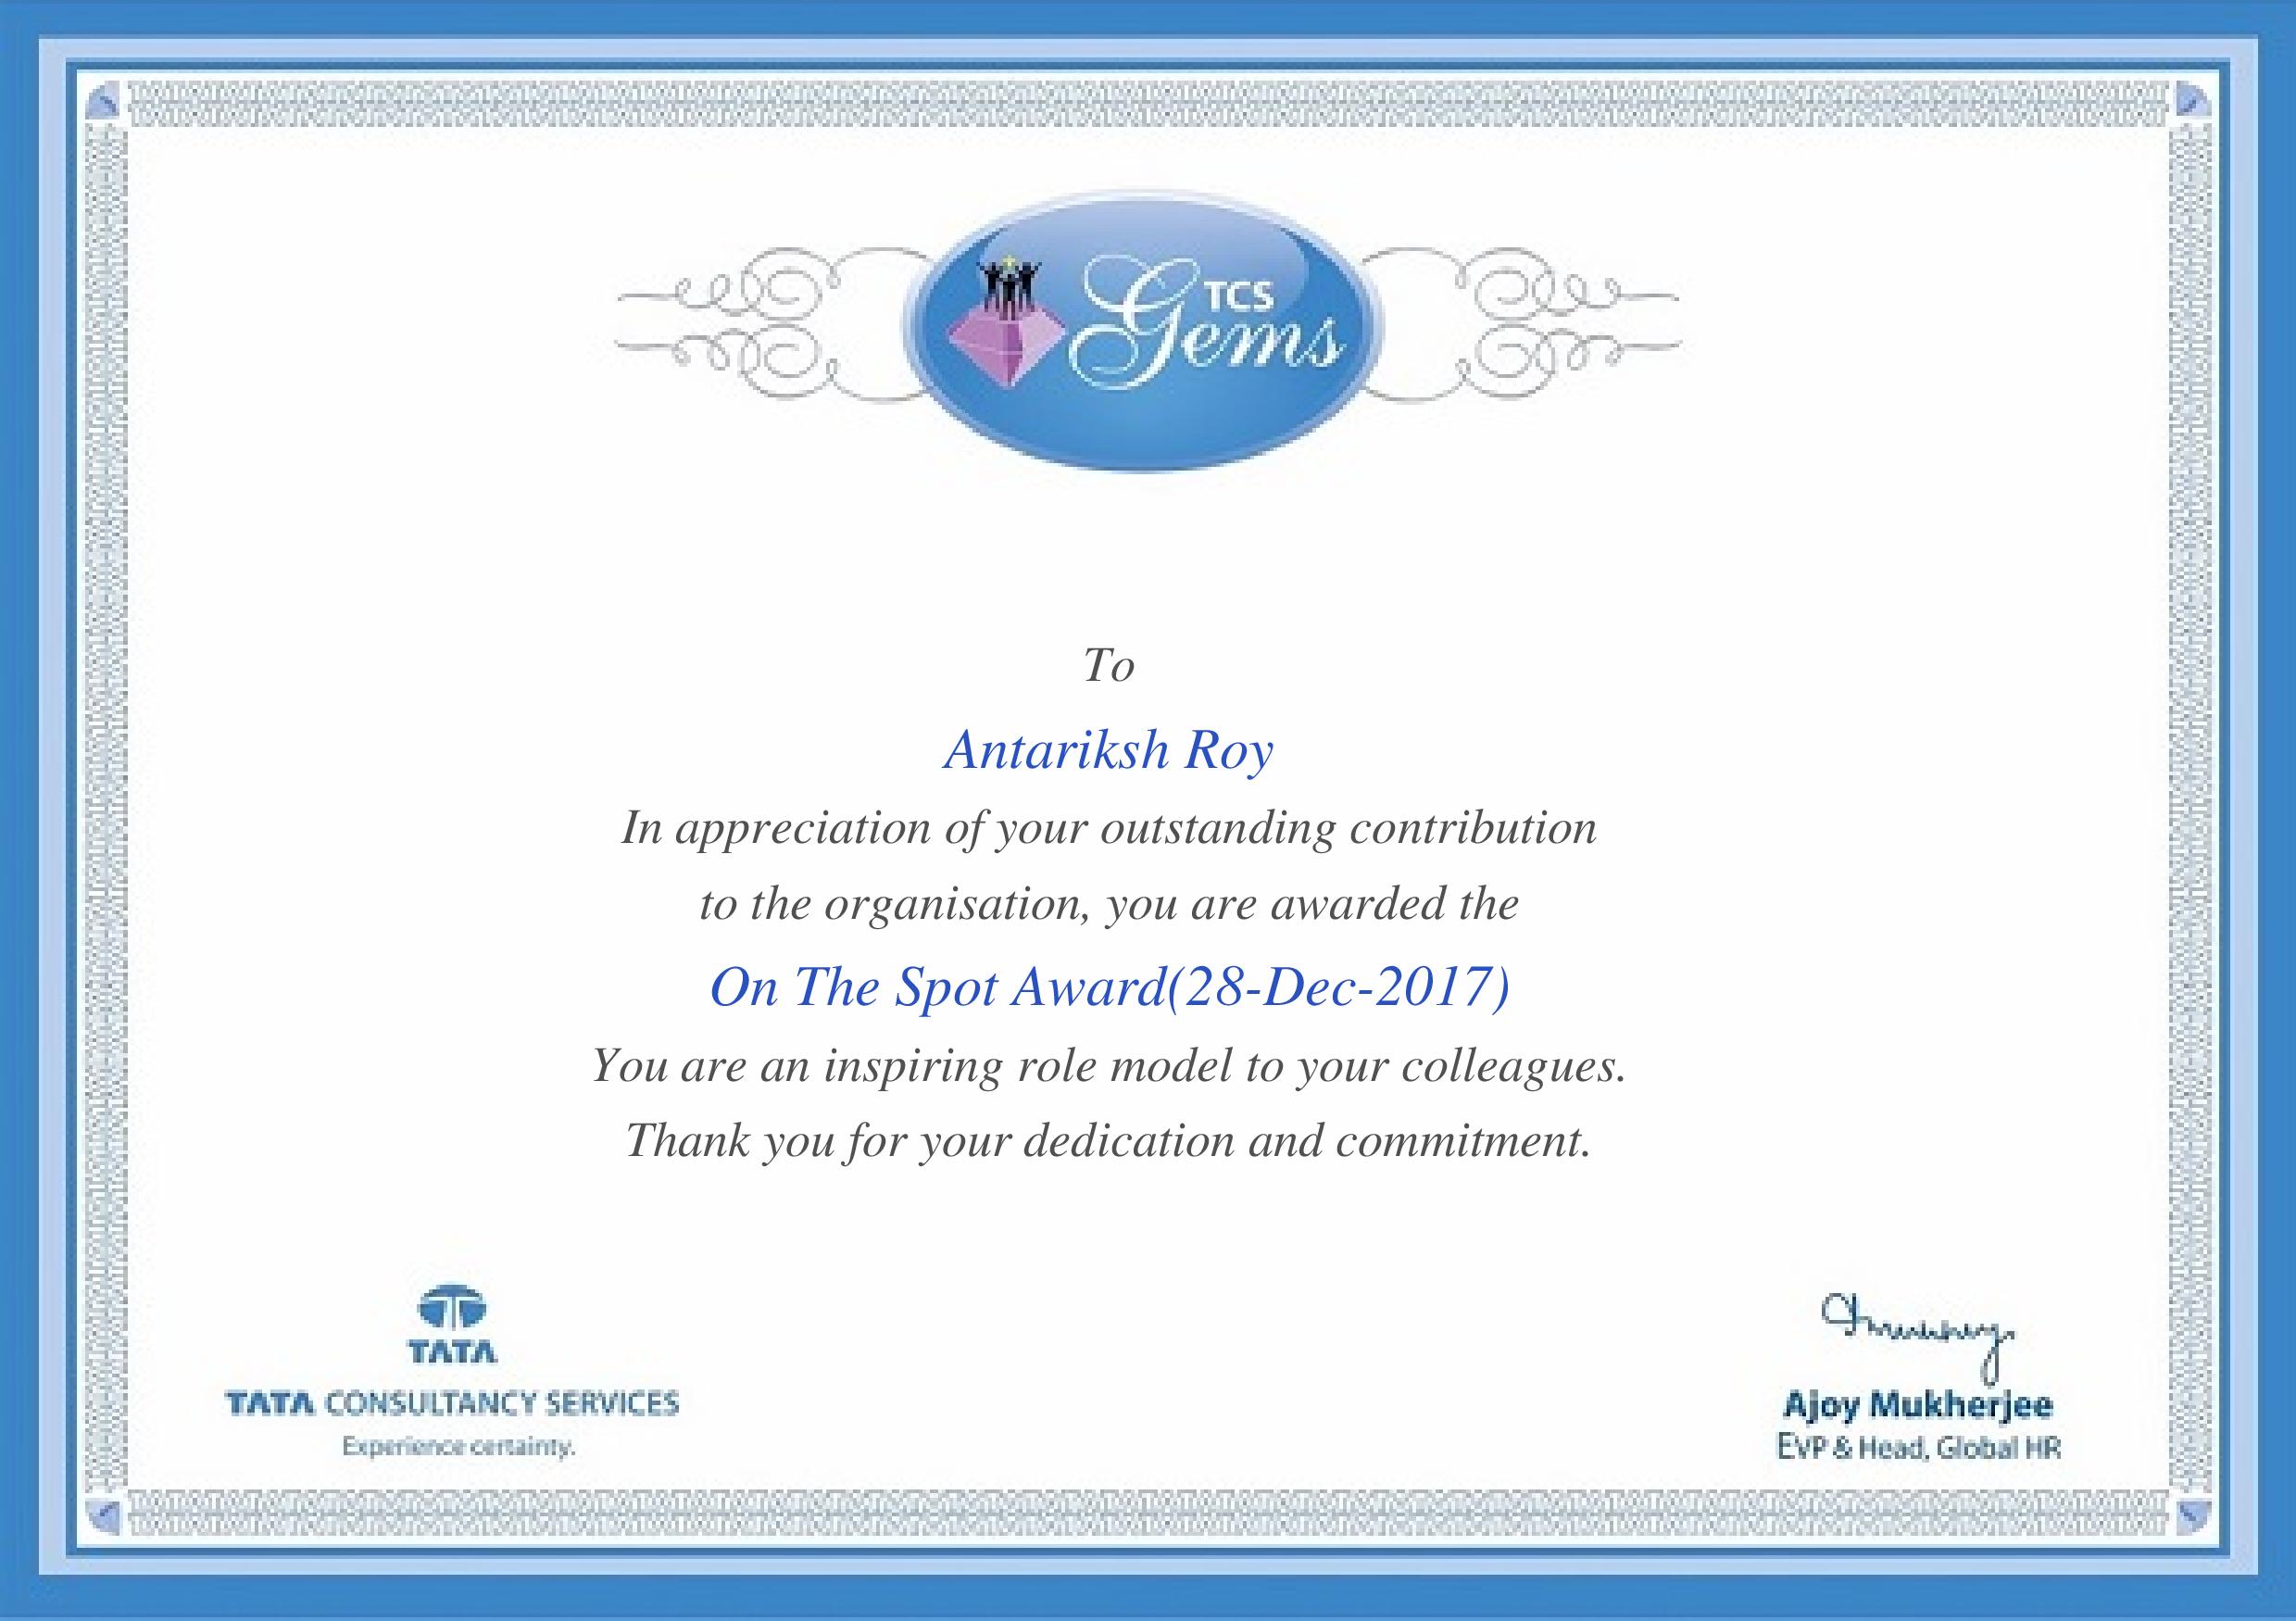 TCS
Gems
To
Antariksh Roy
In appreciation of your outstanding contribution
to the organisation, you are awarded the
On The Spot Award(28-Dec-2017)
You are an inspiring role model to your colleagues.
Thank you for your dedication and commitment.
TATA
TATA CONSULTANCY SERVICES
Experience certainty.
Ajoy Mukherjee
EVP & Head, Global HR